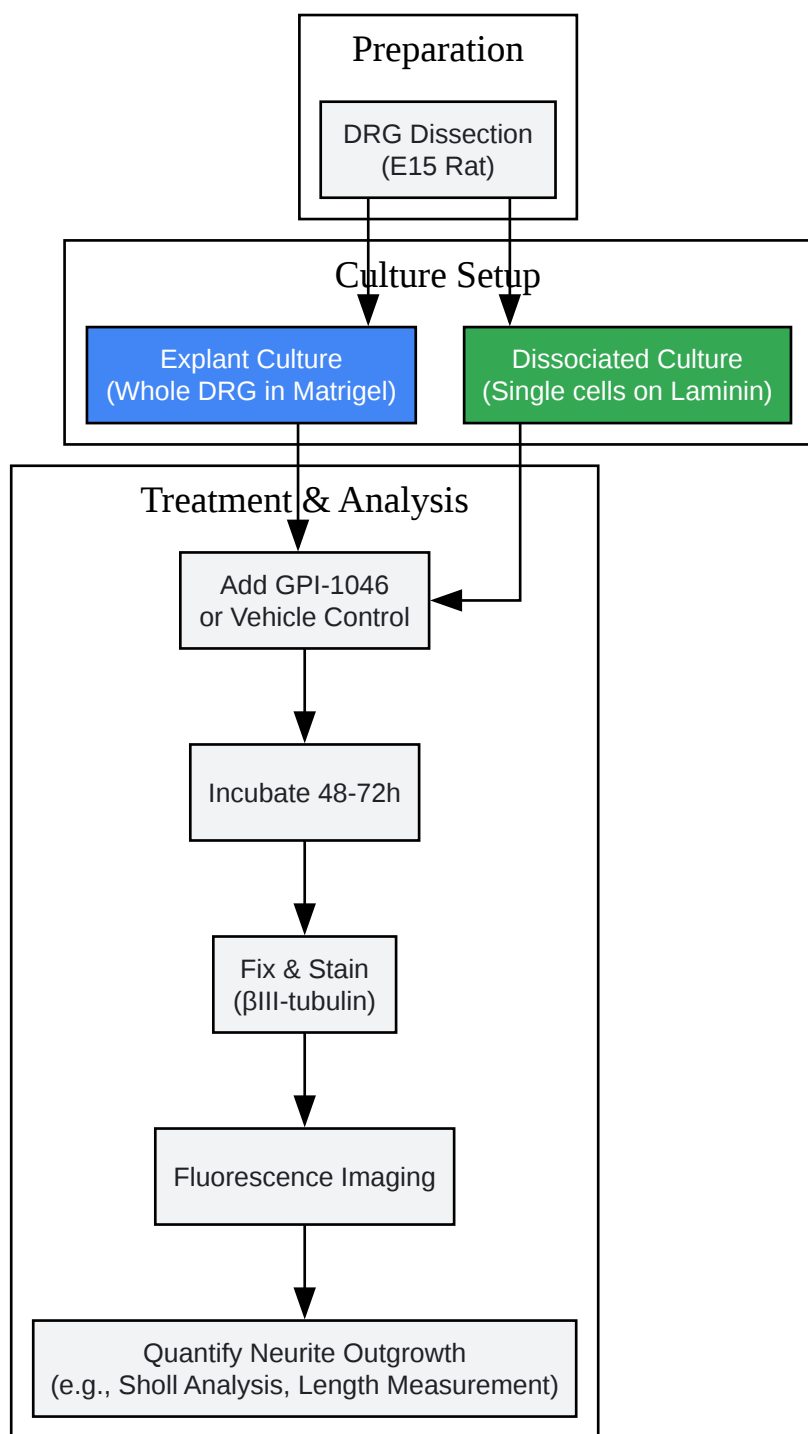 Preparation
DRG Dissection
(E15 Rat)
Culture Setup
Explant Culture
(Whole DRG in Matrigel)
Dissociated Culture
(Single cells on Laminin)
Treatment & Analysis
Add GPI-1046
or Vehicle Control
Incubate 48-72h
Fix & Stain
(βIII-tubulin)
Fluorescence Imaging
Quantify Neurite Outgrowth
(e.g., Sholl Analysis, Length Measurement)